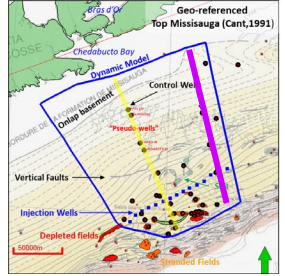 Geo-referenced
Top Missisauga (Cant,1991)
Bras d'Or
Chedabucto Bay
Dynamic Model
Onlap basement
Control Wel
"Pseudo-wells"
Vertical Faults
Injection Wells
Depleted fields
50000m
Stranded Fields